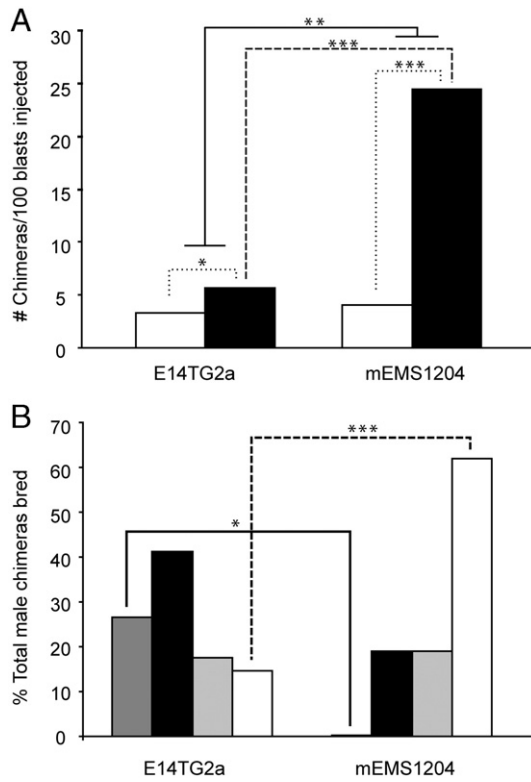 A
**
30
***
***
25
20
# Chimeras/100 blasts injected
15
10
*
5
0
E14TG2a
mEMS1204
B
70
***
60
50
*
% Total male chimeras bred
40
30
20
10
0
E14TG2a
mEMS1204